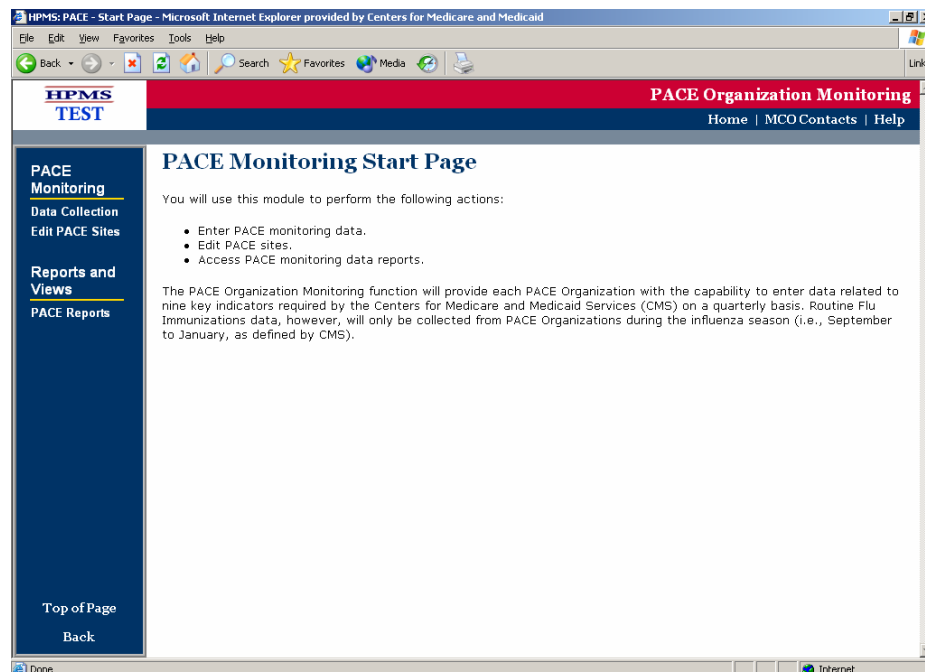 HPMS: PACE - Start Page - Microsoft Internet Explorer provided by Centers for Medicare and Medicaid
File Edit View Favorites Tools Help
Back Search Favorites Media
HPMS
TEST
PACE Organization Monitoring
Home | MCO Contacts | Help
PACE
Monitoring
Data Collection
Edit PACE Sites
Reports and
Views
PACE Reports
Top of Page
Back
PACE Monitoring Start Page
You will use this module to perform the following actions:
• Enter PACE monitoring data.
• Edit PACE sites.
• Access PACE monitoring data reports.
The PACE Organization Monitoring function will provide each PACE Organization with the capability to enter data related to
nine key indicators required by the Centers for Medicare and Medicaid Services (CMS) on a quarterly basis. Routine Flu
Immunizations data, however, will only be collected from PACE Organizations during the influenza season (i.e., September
to January, as defined by CMS).
Done
Internet